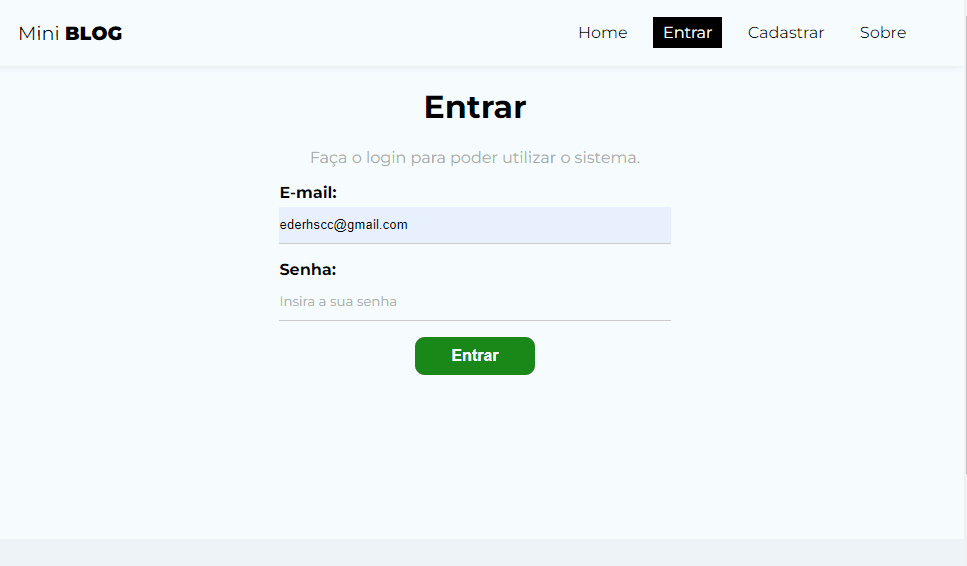 Mini BLOG
Home Entrar Cadastrar Sobre
Entrar
Faça o login para poder utilizar o sistema.
E-mail:
ederhscc@gmail.com
Senha:
Insira a sua senha
Entrar